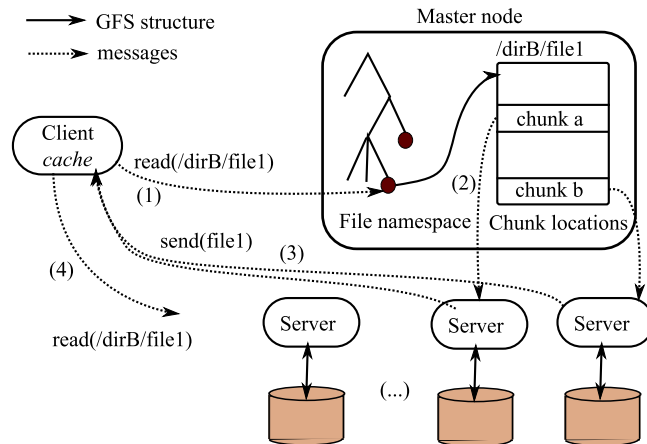 GFS structure
messages
Master node
/dirB/file1
chunk a
chunk b
Client
cache
read(/dirB/file1)
(1)
(2)
File namespace
Chunk locations
send(file1)
(3)
(4)
read(/dirB/file1)
Server
Server
Server
(...)